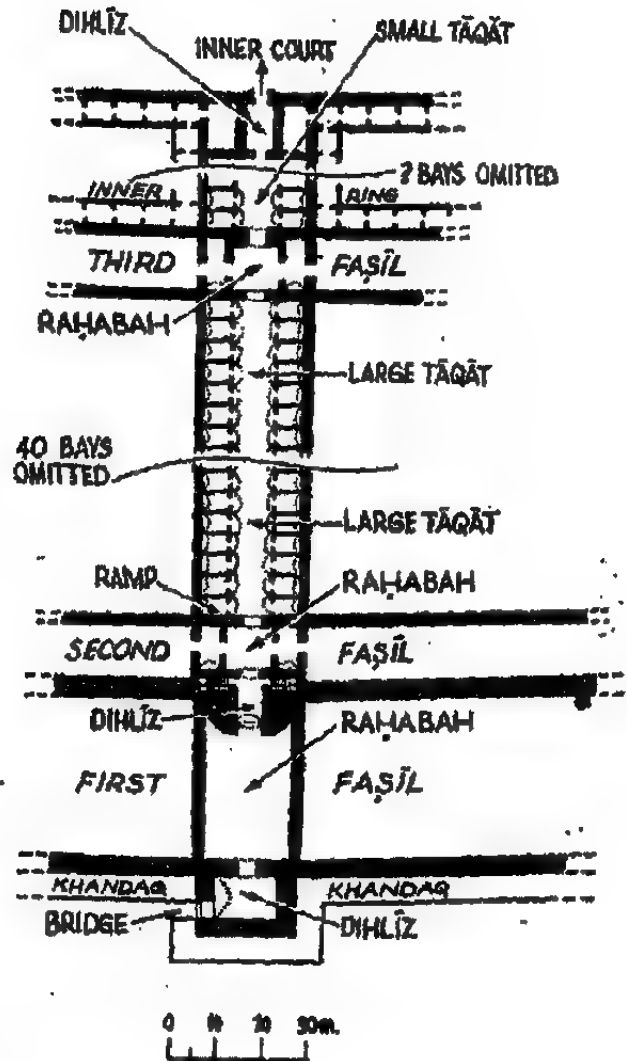 DIHLĪZ
SMALL ṬĀQĀT
INNER COURT
? BAYS OMITTED
INNER RING
THIRD FAṢĪL
RAḤABAH
LARGE ṬĀQĀT
40 BAYS
OMITTED
LARGE ṬĀQĀT
RAMP
RAḤABAH
SECOND FAṢĪL
DIHLĪZ
RAḤABAH
FIRST FAṢĪL
KHANDAQ KHANDAQ
BRIDGE
DIHLĪZ
0 10 20 30m.